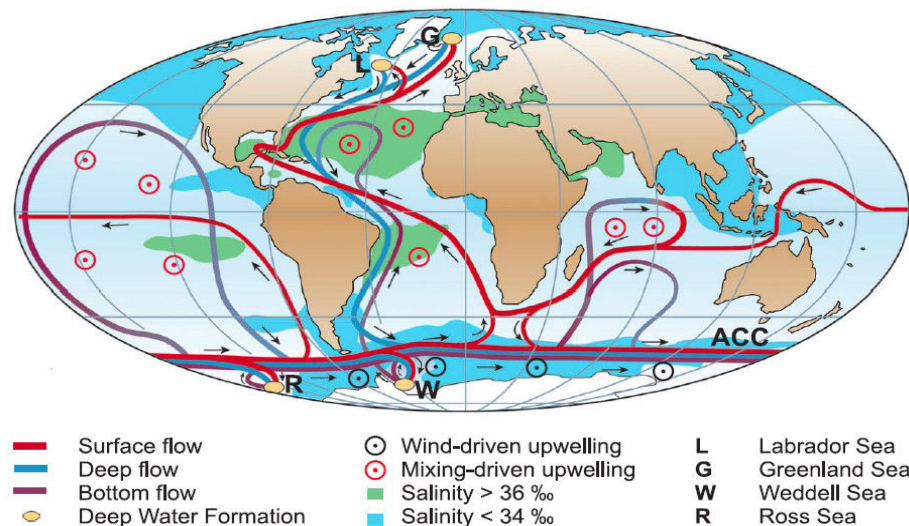 G
L
ACC
R
W
Surface flow
Deep flow
Bottom flow
Deep Water Formation
Wind-driven upwelling
Mixing-driven upwelling
Salinity > 36 ‰
Salinity < 34 ‰
L Labrador Sea
G Greenland Sea
W Weddell Sea
R Ross Sea